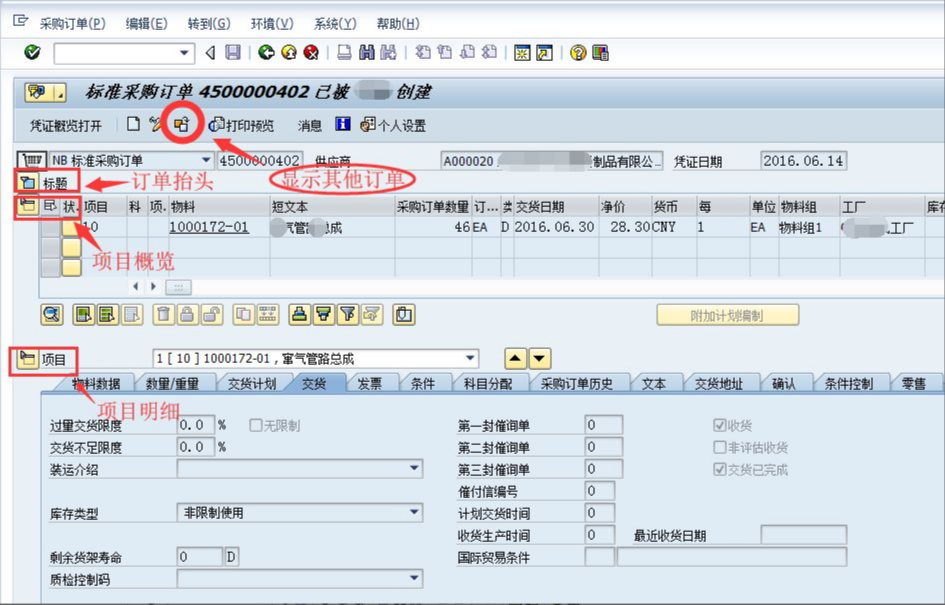 采购订单(P) 编辑(E) 转到(G) 环境(V) 系统(Y) 帮助(H)
标准采购订单 4500000402 已被 创建
凭证概览打开 打印预览 消息 个人设置
NB 标准采购订单 4500000402 供应商 A000020 制品有限公.. 凭证日期 2016.06.14
显示其他订单
标题 订单抬头
状. 项目 科 项. 物料 短文本 采购订单数量 订... 类 交货日期 净价 货币 每 单位 物料组 工厂 库存
10 1000172-01 气管路总成 46 EA D 2016.06.30 28.30 CNY 1 EA 物料组1 工厂
项目概览
附加计划编制
项目 1 [ 10 ] 1000172-01 , 窜气管路总成
物料数据 数量/重量 交货计划 交货 发票 条件 科目分配 采购订单历史 文本 交货地址 确认 条件控制 零售
项目明细
过量交货限度 0.0 % 无限制 第一封催询单 0 收货
交货不足限度 0.0 % 第二封催询单 0 非评估收货
装运介绍 第三封催询单 0 交货已完成
催付信编号 0
库存类型 非限制使用 计划交货时间 0
收货生产时间 0 最近收货日期
剩余货架寿命 0 D 国际贸易条件
质检控制码